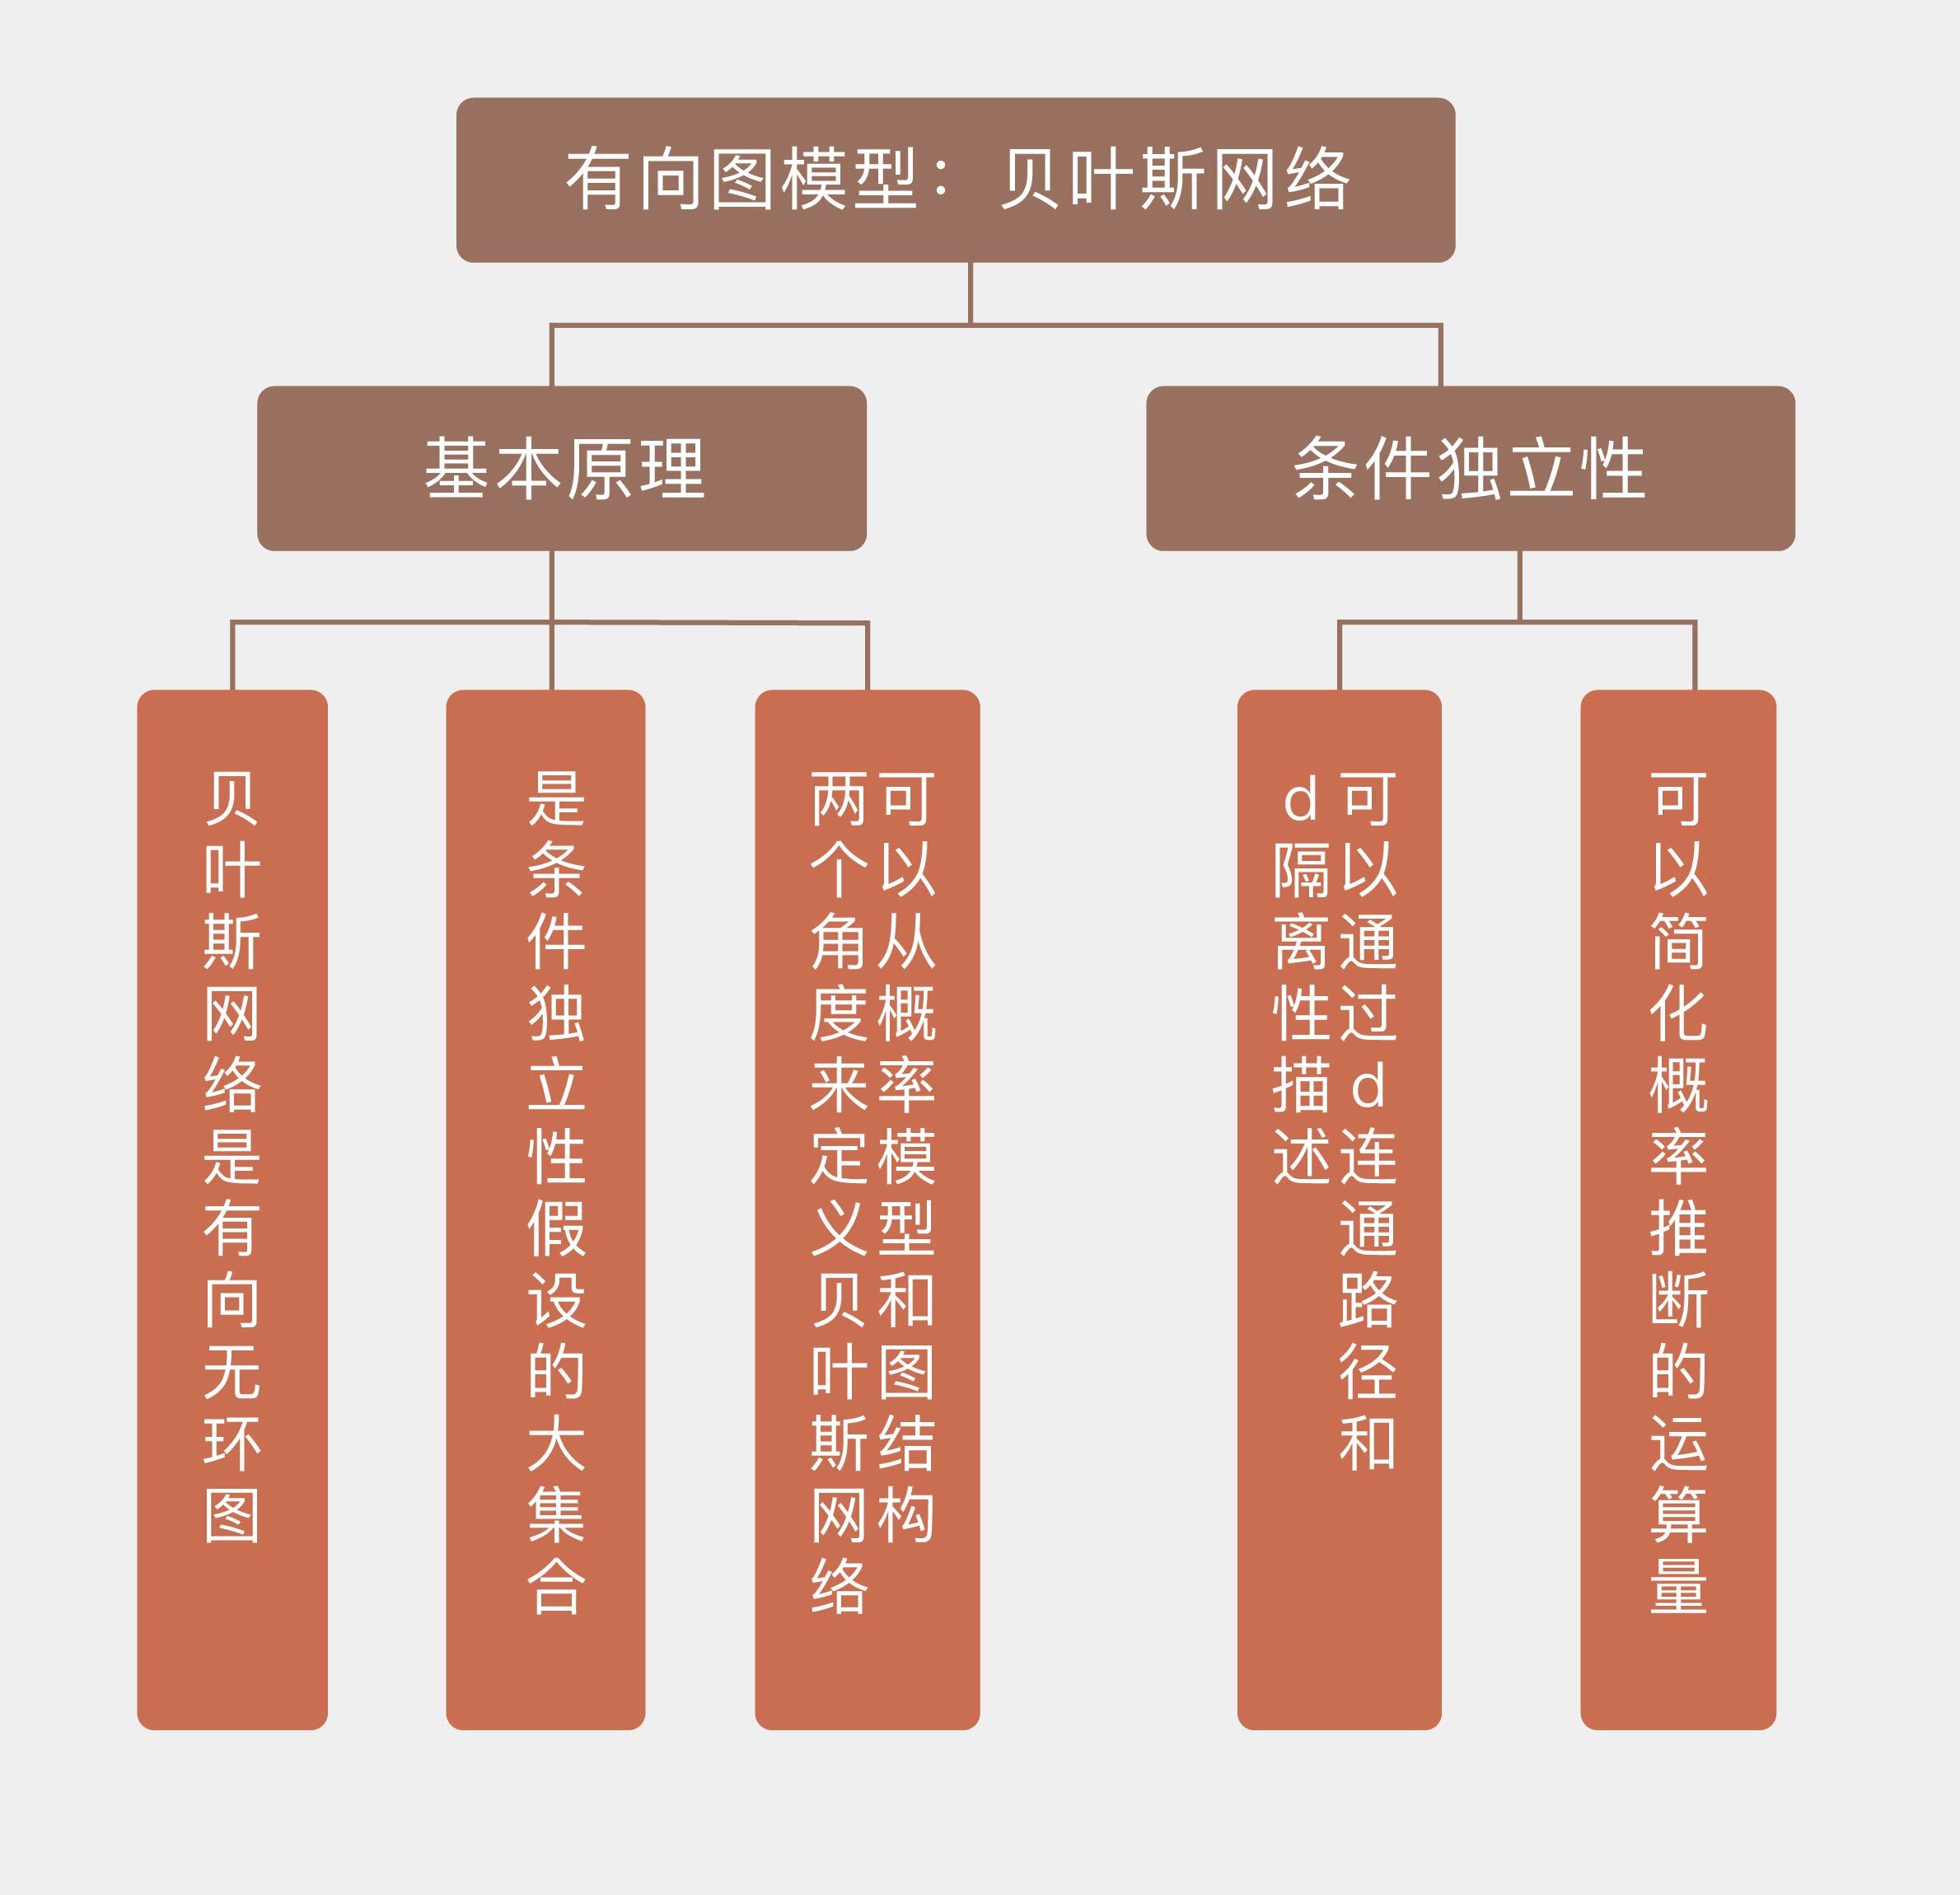 有向图模型：贝叶斯网络
基本原理
条件独立性
贝叶斯网络是有向无环图
是条件独立性假设的大集合
可以从概率模型和图结构
两个角度来定义贝叶斯网络
可以通过d连通路径和
d隔离性描述
可以简化概率推断的运算量